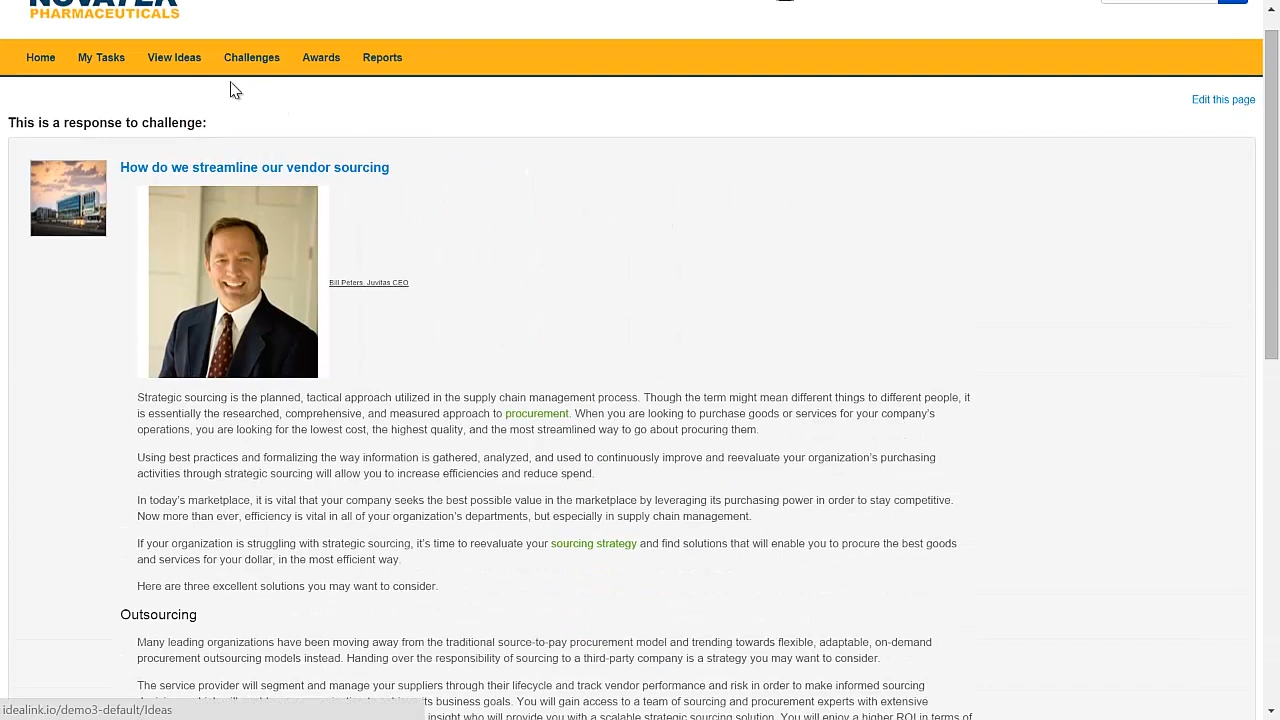 NOVATEK
PHARMACEUTICALS
Home My Tasks View Ideas Challenges Awards Reports
Edit this page
This is a response to challenge:
How do we streamline our vendor sourcing
Bill Peters, Juvitas CEO
Strategic sourcing is the planned, tactical approach utilized in the supply chain management process. Though the term might mean different things to different people, it
is essentially the researched, comprehensive, and measured approach to procurement. When you are looking to purchase goods or services for your company's
operations, you are looking for the lowest cost, the highest quality, and the most streamlined way to go about procuring them.
Using best practices and formalizing the way information is gathered, analyzed, and used to continuously improve and reevaluate your organization's purchasing
activities through strategic sourcing will allow you to increase efficiencies and reduce spend.
In today's marketplace, it is vital that your company seeks the best possible value in the marketplace by leveraging its purchasing power in order to stay competitive.
Now more than ever, efficiency is vital in all of your organization's departments, but especially in supply chain management.
If your organization is struggling with strategic sourcing, it's time to reevaluate your sourcing strategy and find solutions that will enable you to procure the best goods
and services for your dollar, in the most efficient way.
Here are three excellent solutions you may want to consider.
Outsourcing
Many leading organizations have been moving away from the traditional source-to-pay procurement model and trending towards flexible, adaptable, on-demand
procurement outsourcing models instead. Handing over the responsibility of sourcing to a third-party company is a strategy you may want to consider.
The service provider will segment and manage your suppliers through their lifecycle and track vendor performance and risk in order to make informed sourcing
its business goals. You will gain access to a team of sourcing and procurement experts with extensive
idealink.io/demo3-default/Ideas
insight who will provide you with a scalable strategic sourcing solution. You will enjoy a higher ROI in terms of